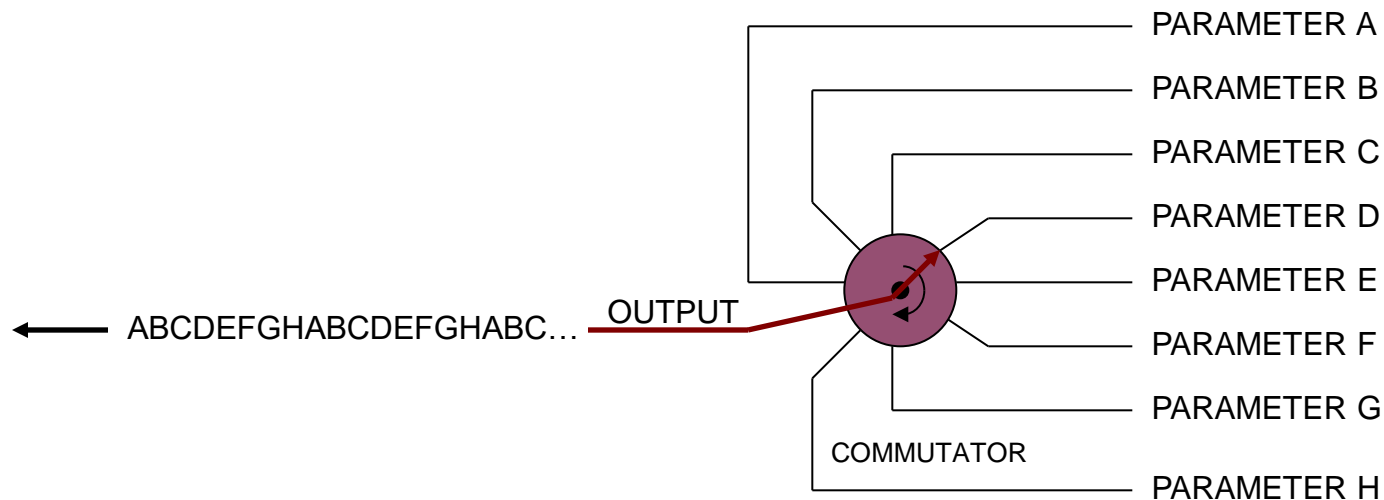 PARAMETER A
PARAMETER B
PARAMETER C
PARAMETER D
PARAMETER E
OUTPUT
ABCDEFGHABCDEFGHABC…
PARAMETER F
PARAMETER G
COMMUTATOR
PARAMETER H